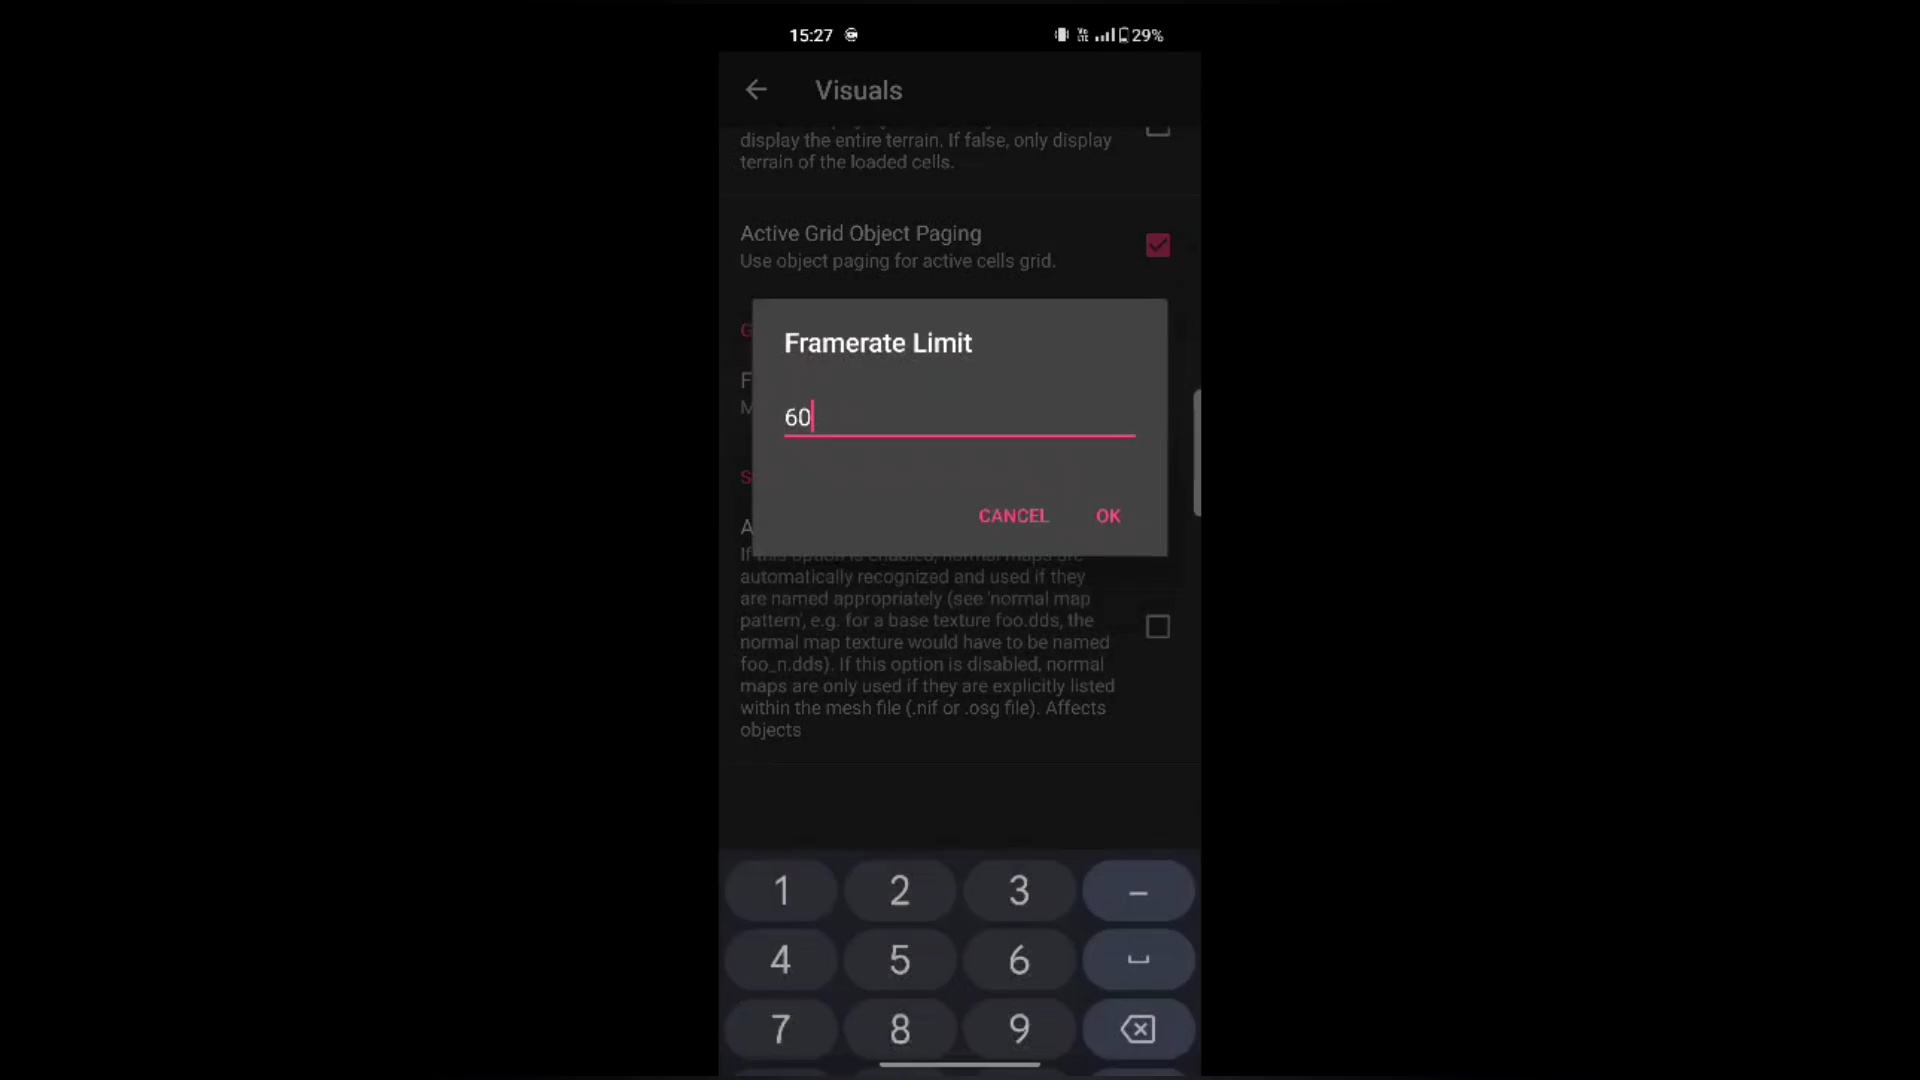 15:27 29%
Visuals
display the entire terrain. If false, only display
terrain of the loaded cells.
Active Grid Object Paging
Use object paging for active cells grid.
G
Framerate Limit
F
60
M
S
CANCEL OK
A
If this option is enabled, normal maps are
automatically recognized and used if they
are named appropriately (see 'normal map
pattern', e.g. for a base texture foo.dds, the
normal map texture would have to be named
foo_n.dds). If this option is disabled, normal
maps are only used if they are explicitly listed
within the mesh file (.nif or .osg file). Affects
objects
1 2 3 –
4 5 6
7 8 9